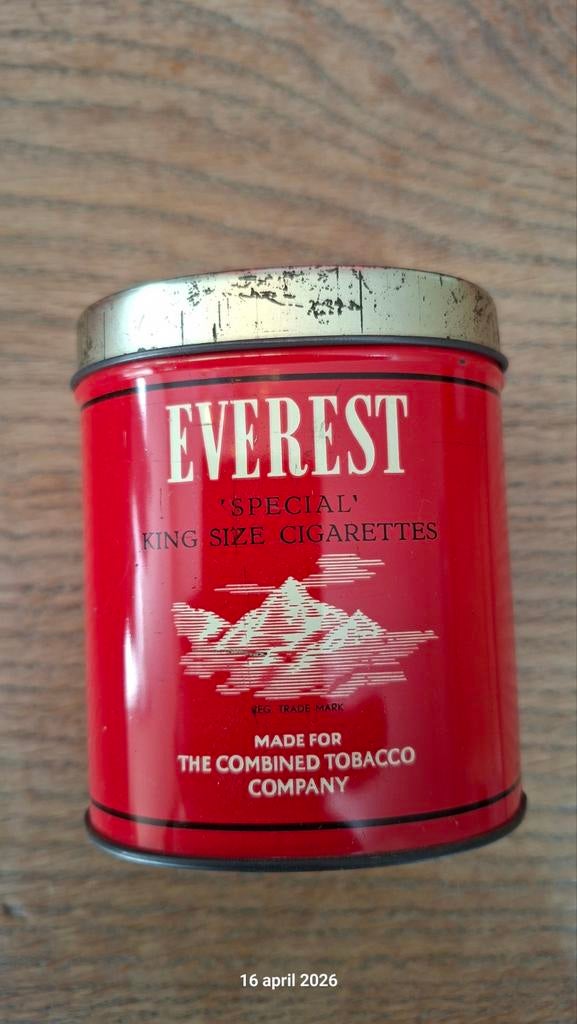 EVEREST
'SPECIAL'
KING SIZE CIGARETTES
REG. TRADE MARK
MADE FOR
THE COMBINED TOBACCO
COMPANY
16 april 2026